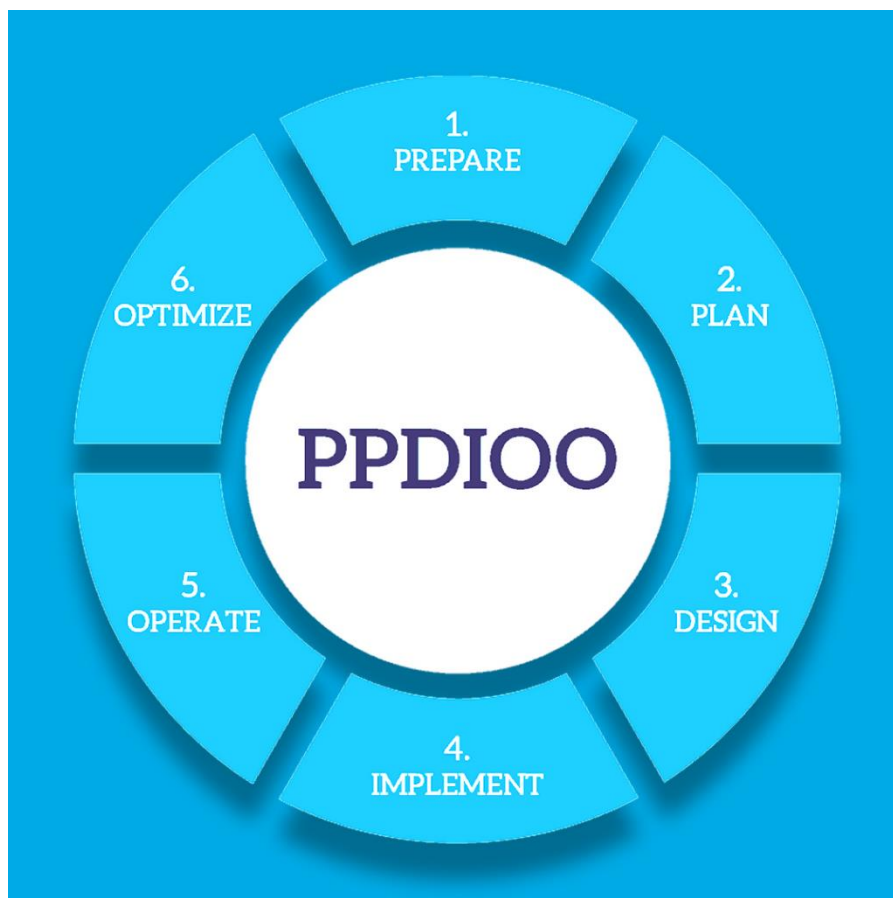 1.
PREPARE
2.
PLAN
3.
DESIGN
4.
IMPLEMENT
5.
OPERATE
6.
OPTIMIZE
PPDIOO